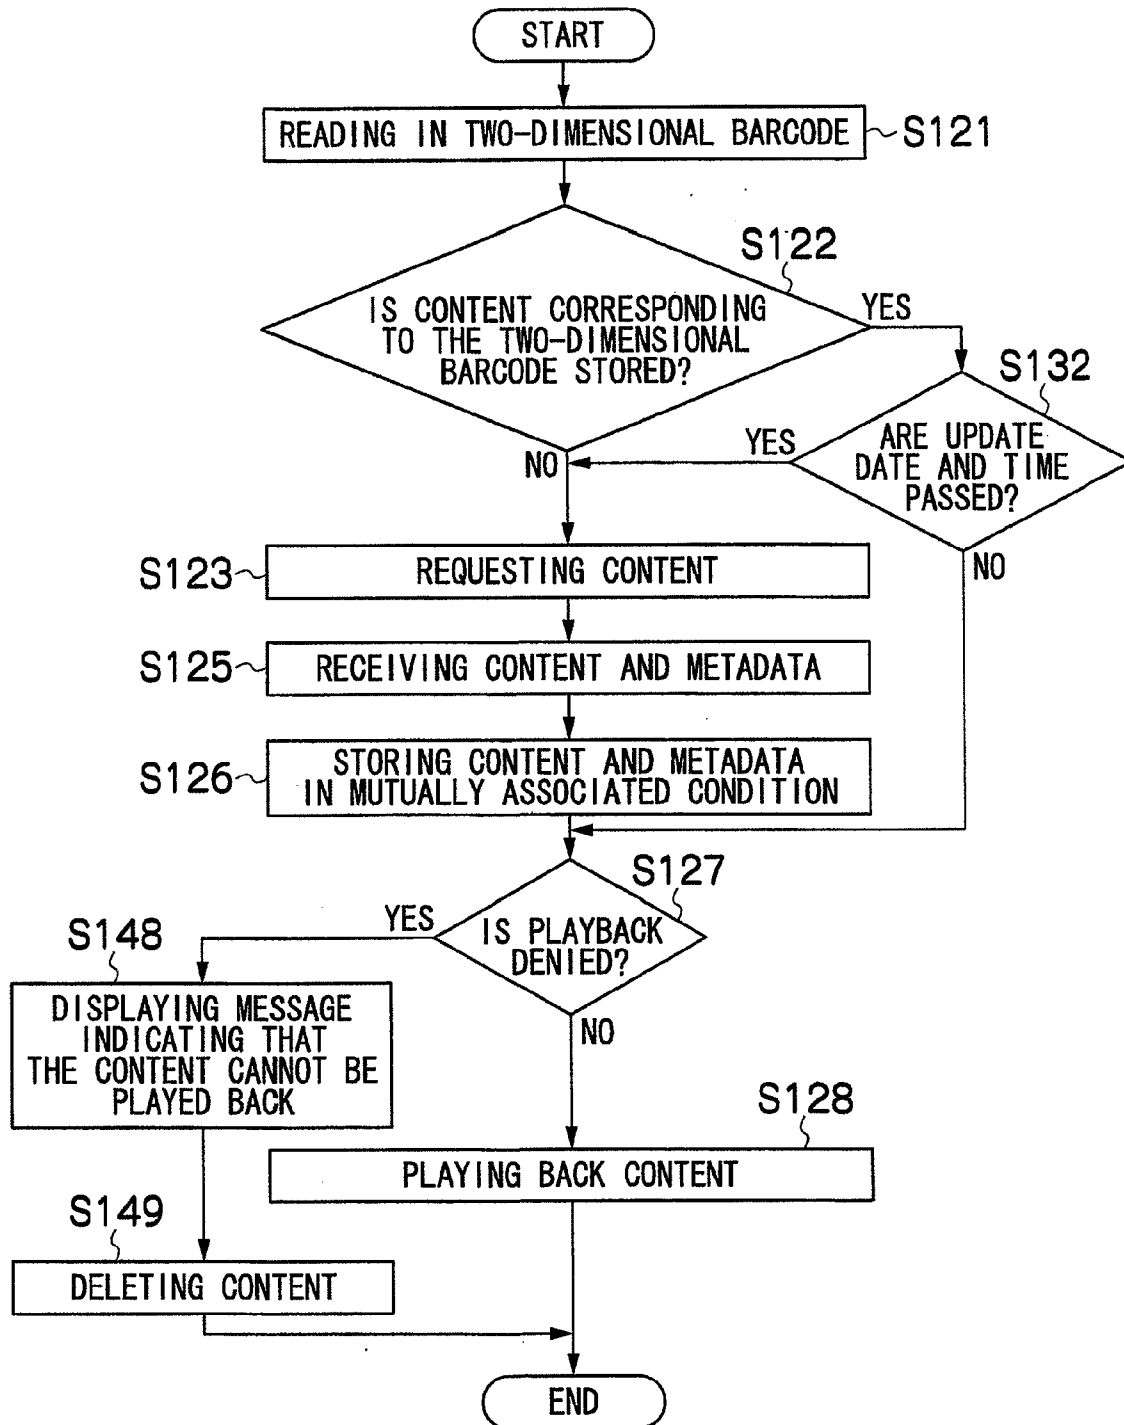 START
READING IN TWO-DIMENSIONAL BARCODE
S121
S122
IS CONTENT CORRESPONDING
TO THE TWO-DIMENSIONAL
BARCODE STORED?
YES
S132
ARE UPDATE
DATE AND TIME
PASSED?
YES
NO
NO
S123
REQUESTING CONTENT
S125
RECEIVING CONTENT AND METADATA
S126
STORING CONTENT AND METADATA
IN MUTUALLY ASSOCIATED CONDITION
S127
IS PLAYBACK
DENIED?
YES
NO
S148
DISPLAYING MESSAGE
INDICATING THAT
THE CONTENT CANNOT BE
PLAYED BACK
S128
PLAYING BACK CONTENT
S149
DELETING CONTENT
END